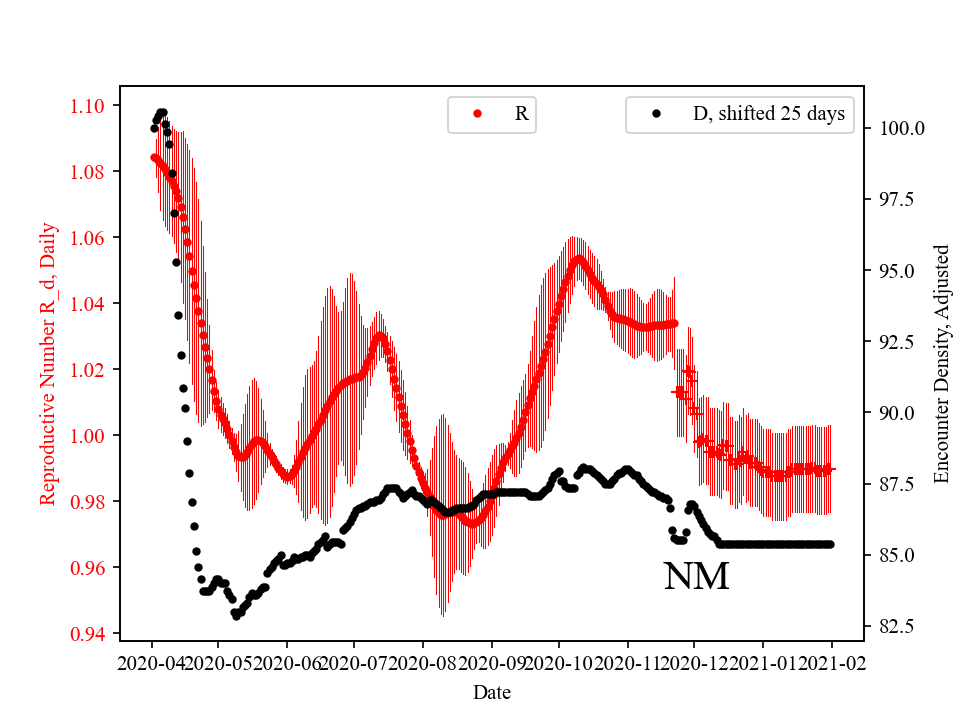 R
D, shifted 25 days
1.10
1.08
1.06
1.04
1.02
1.00
0.98
0.96
0.94
Reproductive Number R_d, Daily
100.0
97.5
95.0
92.5
90.0
87.5
85.0
82.5
Encounter Density, Adjusted
NM
2020-04 2020-05 2020-06 2020-07 2020-08 2020-09 2020-10 2020-11 2020-12 2021-01 2021-02
Date